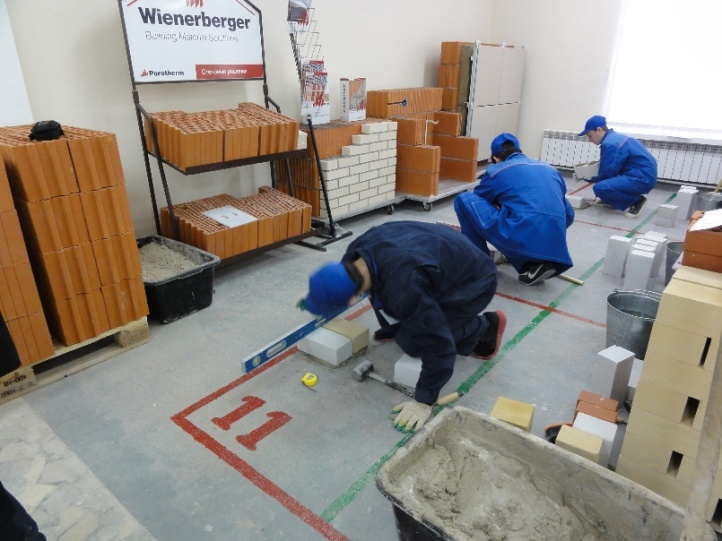 Wienerberger
Building Material Solutions
Porotherm
Стеновые решения
11